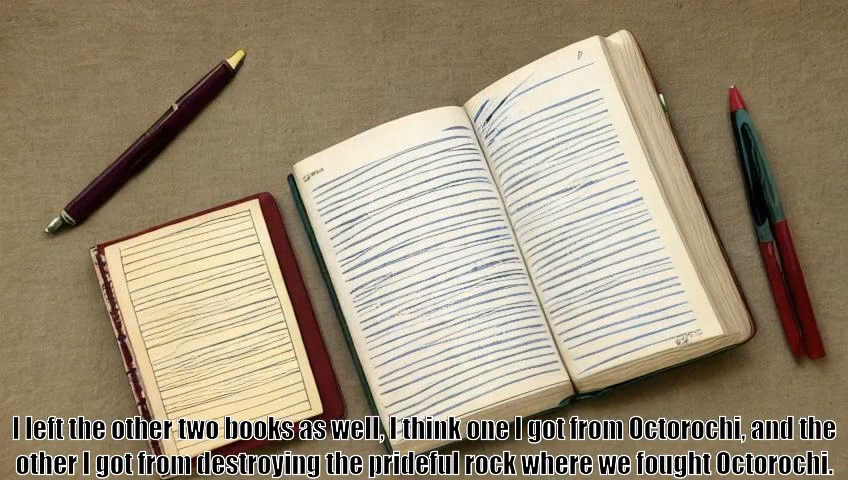 I left the other two books as well, I think one I got from Octorochi, and the
other I got from destroying the prideful rock where we fought Octorochi.